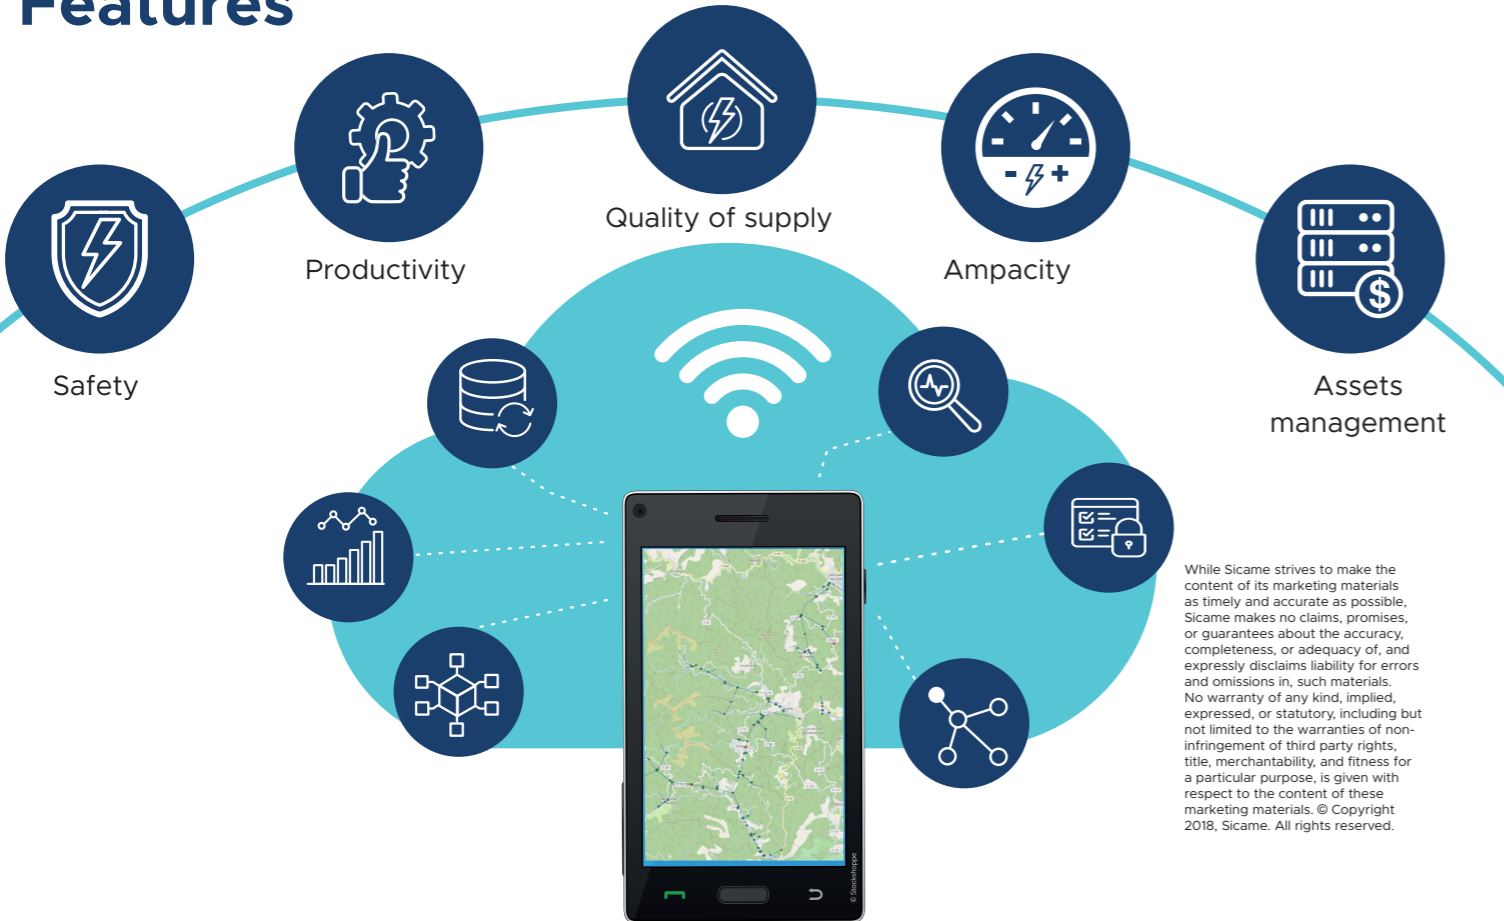 Features
Quality of supply
Productivity
Ampacity
Safety
Assets
management
While Sicame strives to make the
content of its marketing materials
as timely and accurate as possible,
Sicame makes no claims, promises,
or guarantees about the accuracy,
completeness, or adequacy of, and
expressly disclaims liability for errors
and omissions in, such materials.
No warranty of any kind, implied,
expressed, or statutory, including but
not limited to the warranties of non-
infringement of third party rights,
title, merchantability, and fitness for
a particular purpose, is given with
respect to the content of these
marketing materials. © Copyright
2018, Sicame. All rights reserved.
© Stockshoppe